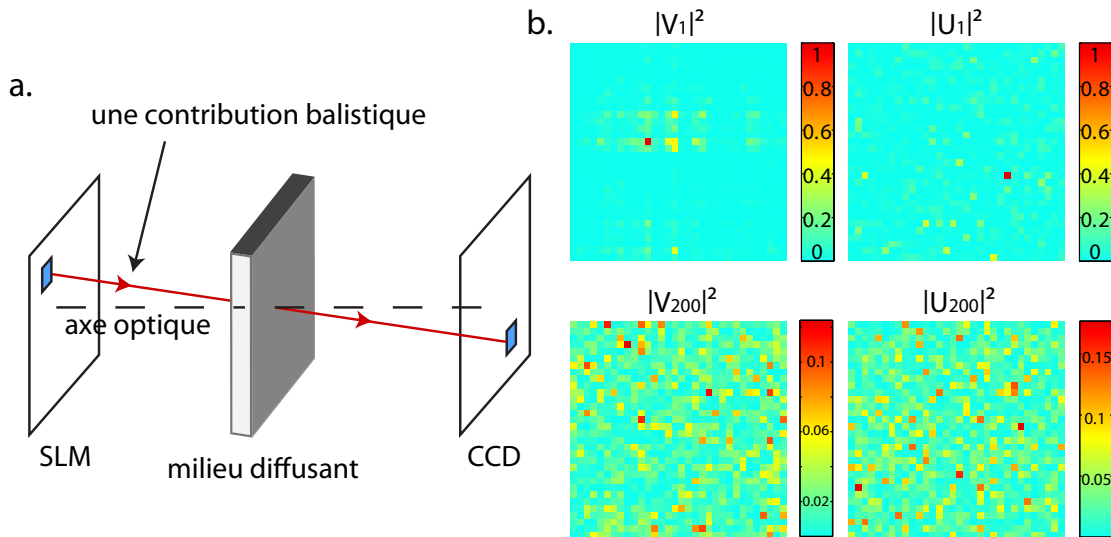 a.
une contribution balistique
axe optique
SLM
milieu diffusant
CCD
b.
|V₁|²
1
0.8
0.6
0.4
0.2
0
|U₁|²
1
0.8
0.6
0.4
0.2
0
|V₂₀₀|²
0.1
0.06
0.02
|U₂₀₀|²
0.15
0.1
0.05